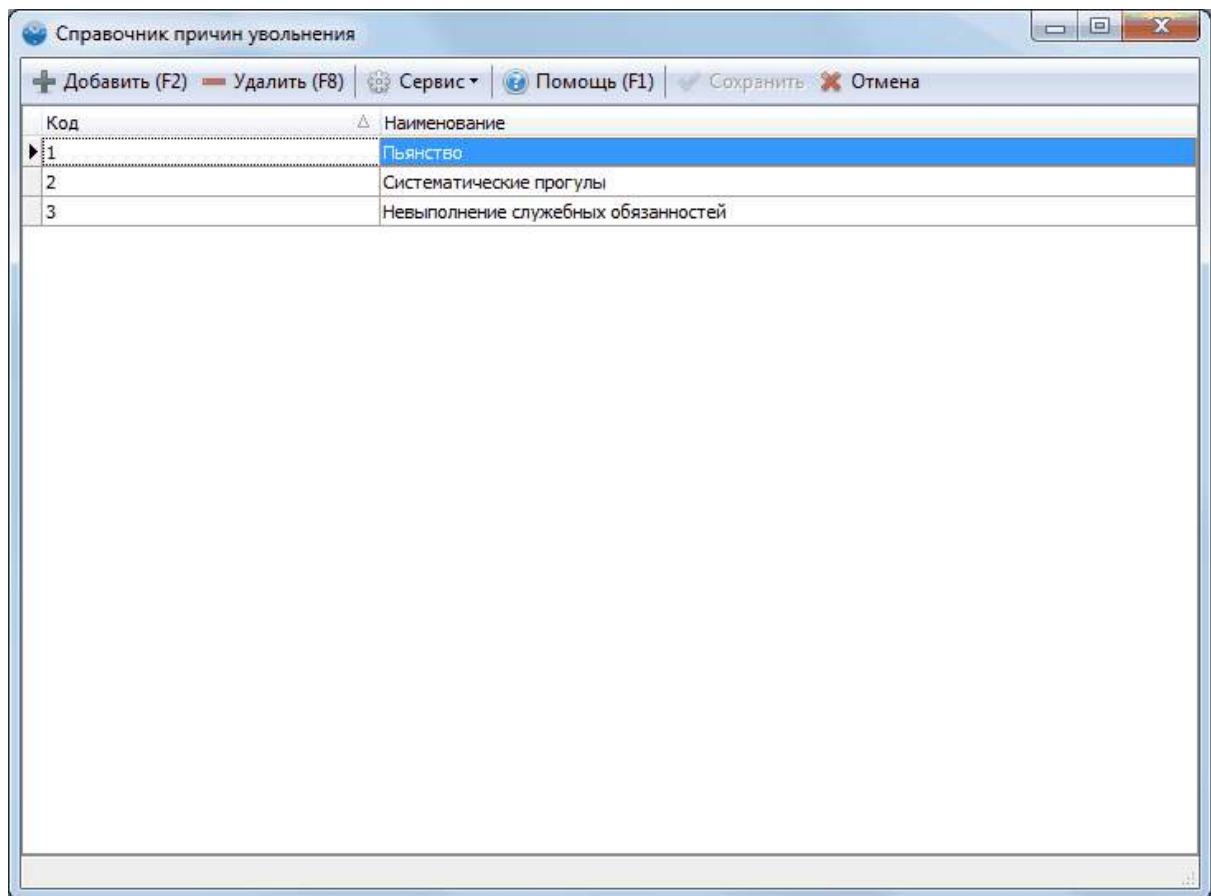 Справочник причин увольнения
Добавить (F2) Удалить (F8) Сервис Помощь (F1) Сохранить Отмена
Код Наименование
1 Пьянство
2 Систематические прогулы
3 Невыполнение служебных обязанностей